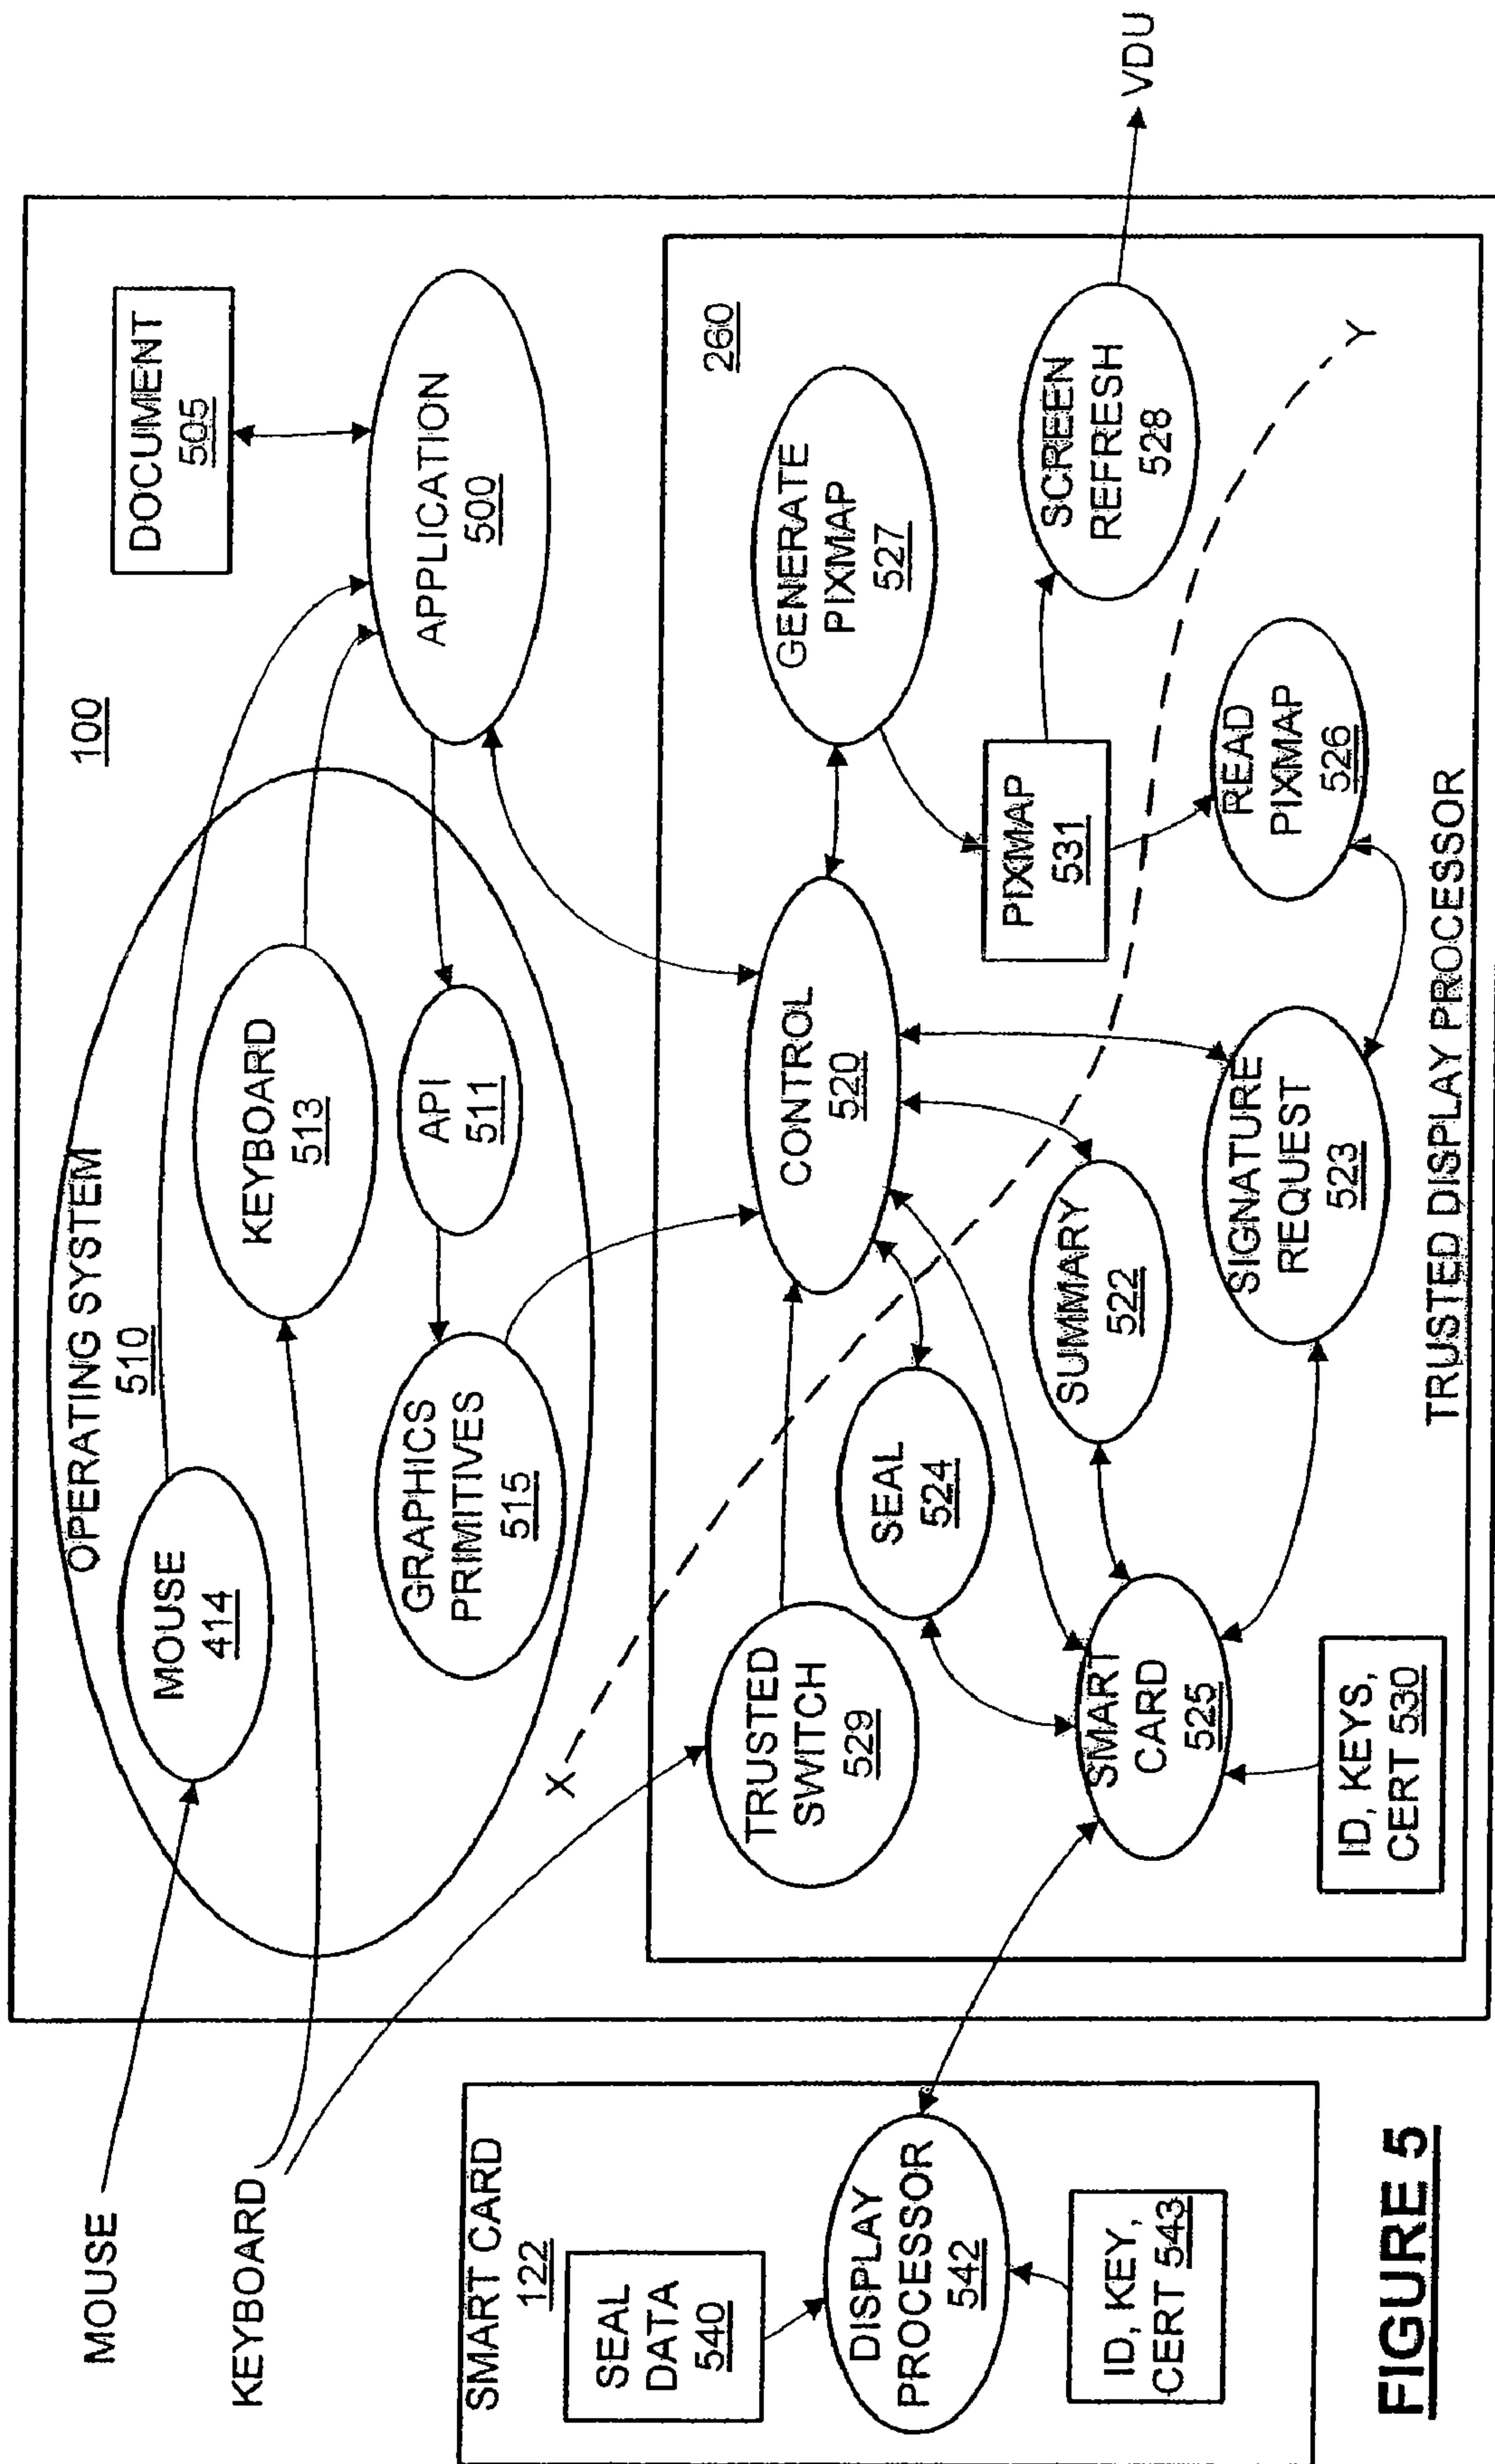 MOUSE
KEYBOARD
SMART CARD
122
SEAL
DATA
540
DISPLAY
PROCESSOR
542
ID, KEY,
CERT 543
100
OPERATING SYSTEM
510
MOUSE
414
KEYBOARD
513
API
511
GRAPHICS
PRIMITIVES
515
DOCUMENT
505
APPLICATION
500
X
260
TRUSTED
SWITCH
529
CONTROL
520
GENERATE
PIXMAP
527
SEAL
524
PIXMAP
531
SCREEN
REFRESH
528
VDU
SMART
CARD
525
SUMMARY
522
SIGNATURE
REQUEST
523
READ
PIXMAP
526
Y
ID, KEYS,
CERT 530
TRUSTED DISPLAY PROCESSOR
FIGURE 5